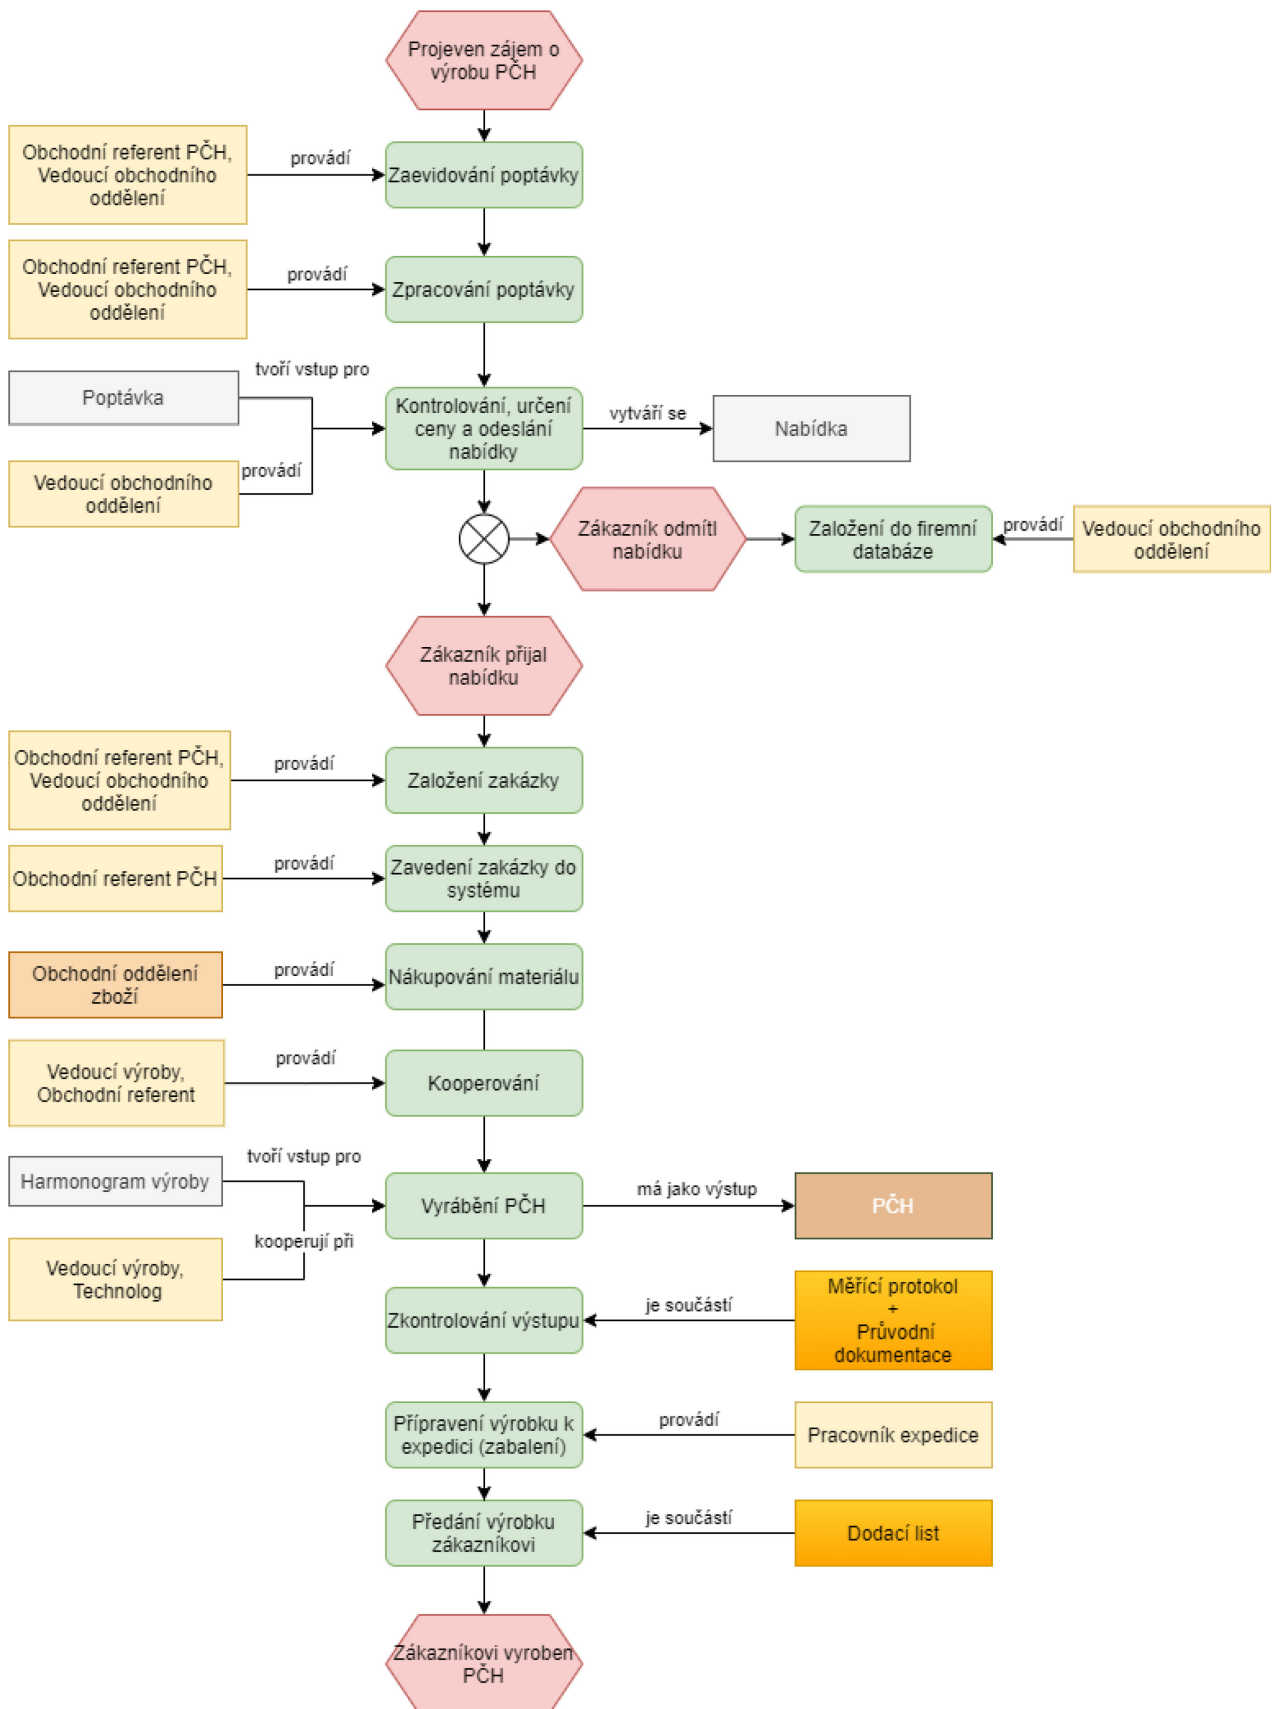 Projeven zájem o
výrobu PČH
Obchodní referent PČH,
Vedoucí obchodního
oddělení
provádí
Zaevidování poptávky
Obchodní referent PČH,
Vedoucí obchodního
oddělení
provádí
Zpracování poptávky
Poptávka
tvoří vstup pro
Vedoucí obchodního
oddělení
provádí
Kontrolování, určení
ceny a odeslání
nabídky
vytváří se
Nabídka
Zákazník odmítl
nabídku
Založení do firemní
databáze
provádí
Vedoucí obchodního
oddělení
Zákazník přijal
nabídku
Obchodní referent PČH,
Vedoucí obchodního
oddělení
provádí
Založení zakázky
Obchodní referent PČH
provádí
Zavedení zakázky do
systému
Obchodní oddělení
zboží
provádí
Nákupování materiálu
Vedoucí výroby,
Obchodní referent
provádí
Kooperování
Harmonogram výroby
tvoří vstup pro
Vedoucí výroby,
Technolog
kooperují při
Vyrábění PČH
má jako výstup
PČH
Zkontrolování výstupu
je součástí
Měřící protokol
+
Průvodní
dokumentace
Přípravení výrobku k
expedici (zabalení)
provádí
Pracovník expedice
Předání výrobku
zákazníkovi
je součástí
Dodací list
Zákazníkovi vyroben
PČH